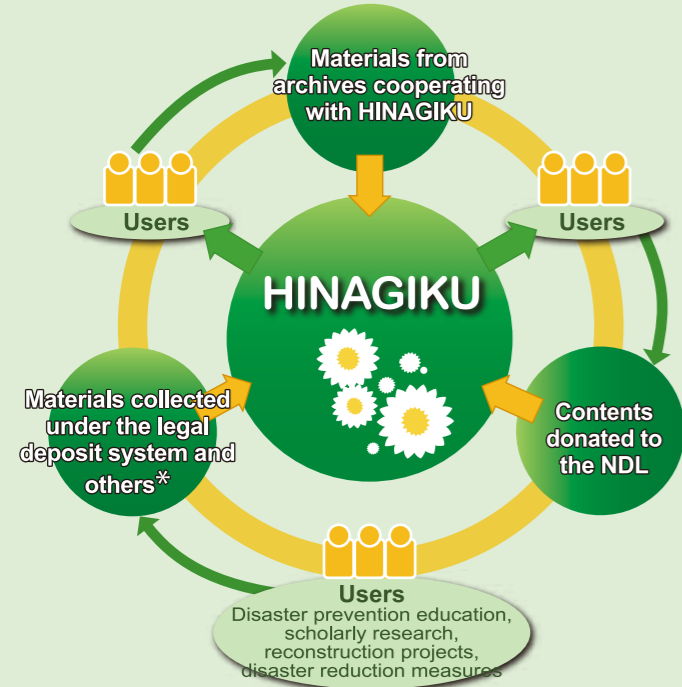 Materials from
archives cooperating
with HINAGIKU
Users
Users
HINAGIKU
Materials collected
under the legal
deposit system and
others*
Contents
donated to
the NDL
Users
Disaster prevention education,
scholarly research,
reconstruction projects,
disaster reduction measures